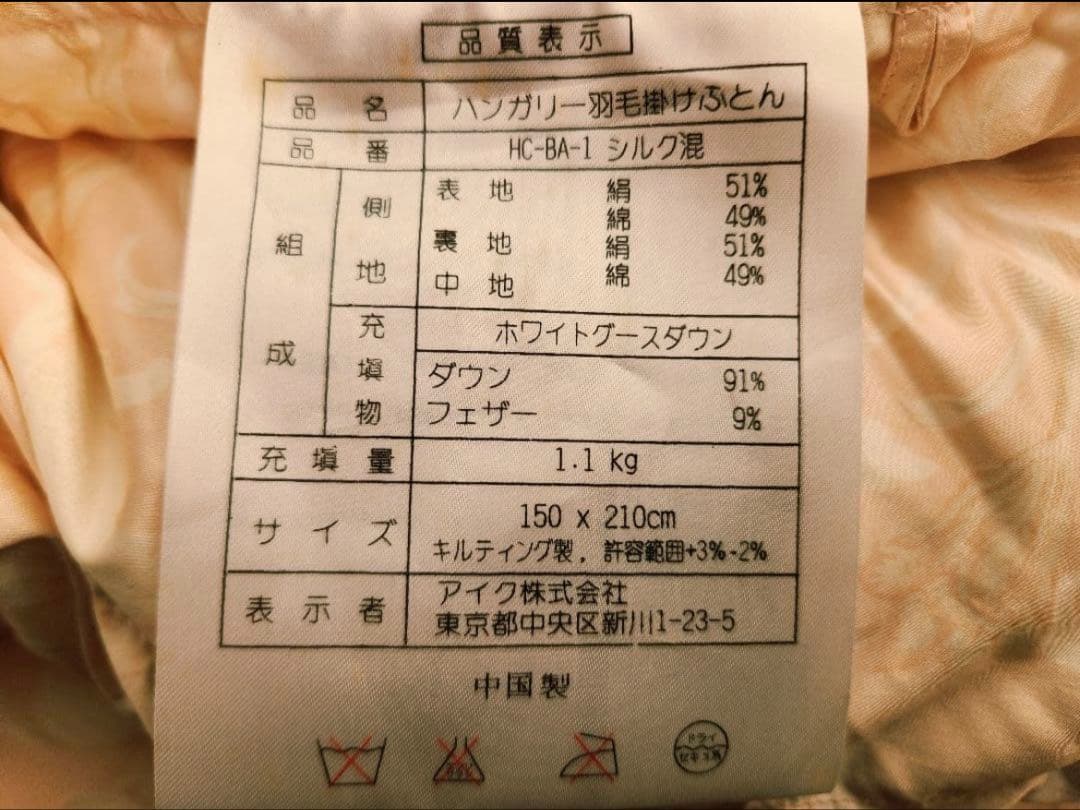 品質表示
品名 ハンガリー羽毛掛けふとん
品番 HC-BA-1 シルク混
組成 側地 表地 絹 51%
綿 49%
裏地 絹 51%
中地 綿 49%
充填物 ホワイトグースダウン
ダウン 91%
フェザー 9%
充填量 1.1 kg
サイズ 150 x 210cm
キルティング製, 許容範囲+3%-2%
表示者 アイク株式会社
東京都中央区新川1-23-5
中国製
ドライ
セキユ系